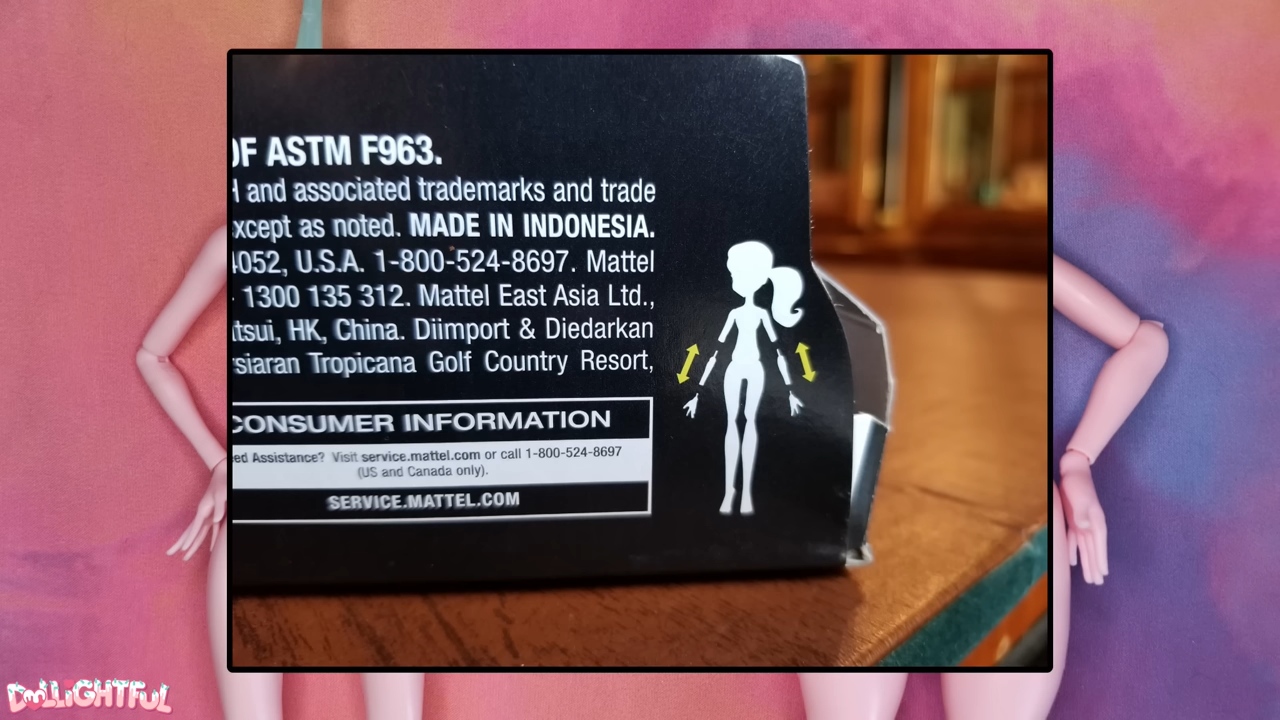 OF ASTM F963.
and associated trademarks and trade
except as noted. MADE IN INDONESIA.
4052, U.S.A. 1-800-524-8697. Mattel
1300 135 312. Mattel East Asia Ltd.,
tsui, HK, China. Diimport & Diedarkan
siaran Tropicana Golf Country Resort,
CONSUMER INFORMATION
ed Assistance? Visit service.mattel.com or call 1-800-524-8697
(US and Canada only).
SERVICE.MATTEL.COM
DOLLIGHTFUL